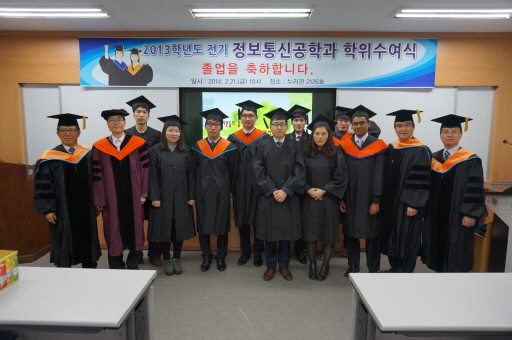 2013학년도 전기 정보통신공학과 학위수여식
졸업을 축하합니다.
일시 : 2014. 2.21.(금) 10시 장소 : 누리관 2126호